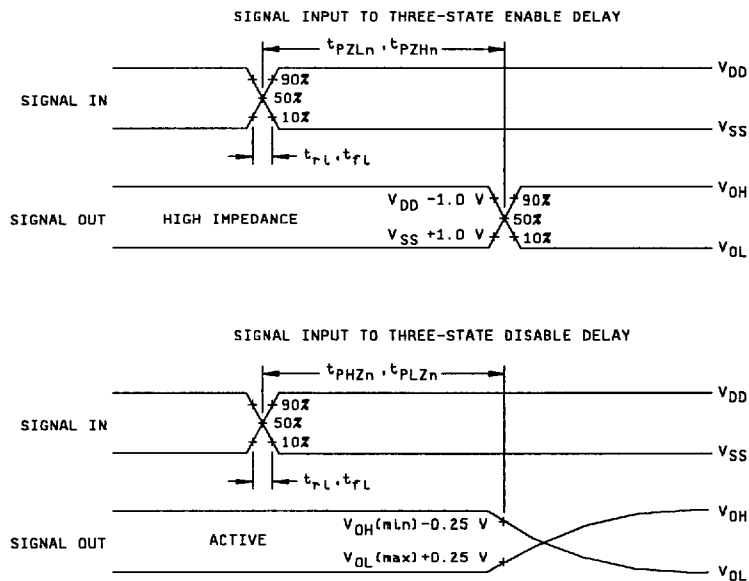 SIGNAL INPUT TO THREE-STATE ENABLE DELAY
tPZLn, tPZHn
SIGNAL IN
90%
50%
10%
VDD
VSS
tri, tfi
SIGNAL OUT
HIGH IMPEDANCE
VDD -1.0 V
VSS +1.0 V
90%
50%
10%
VOH
VOL
SIGNAL INPUT TO THREE-STATE DISABLE DELAY
tPHZn, tPLZn
SIGNAL IN
90%
50%
10%
VDD
VSS
tri, tfi
SIGNAL OUT
ACTIVE
VOH(min)-0.25 V
VOL(max)+0.25 V
VOH
VOL